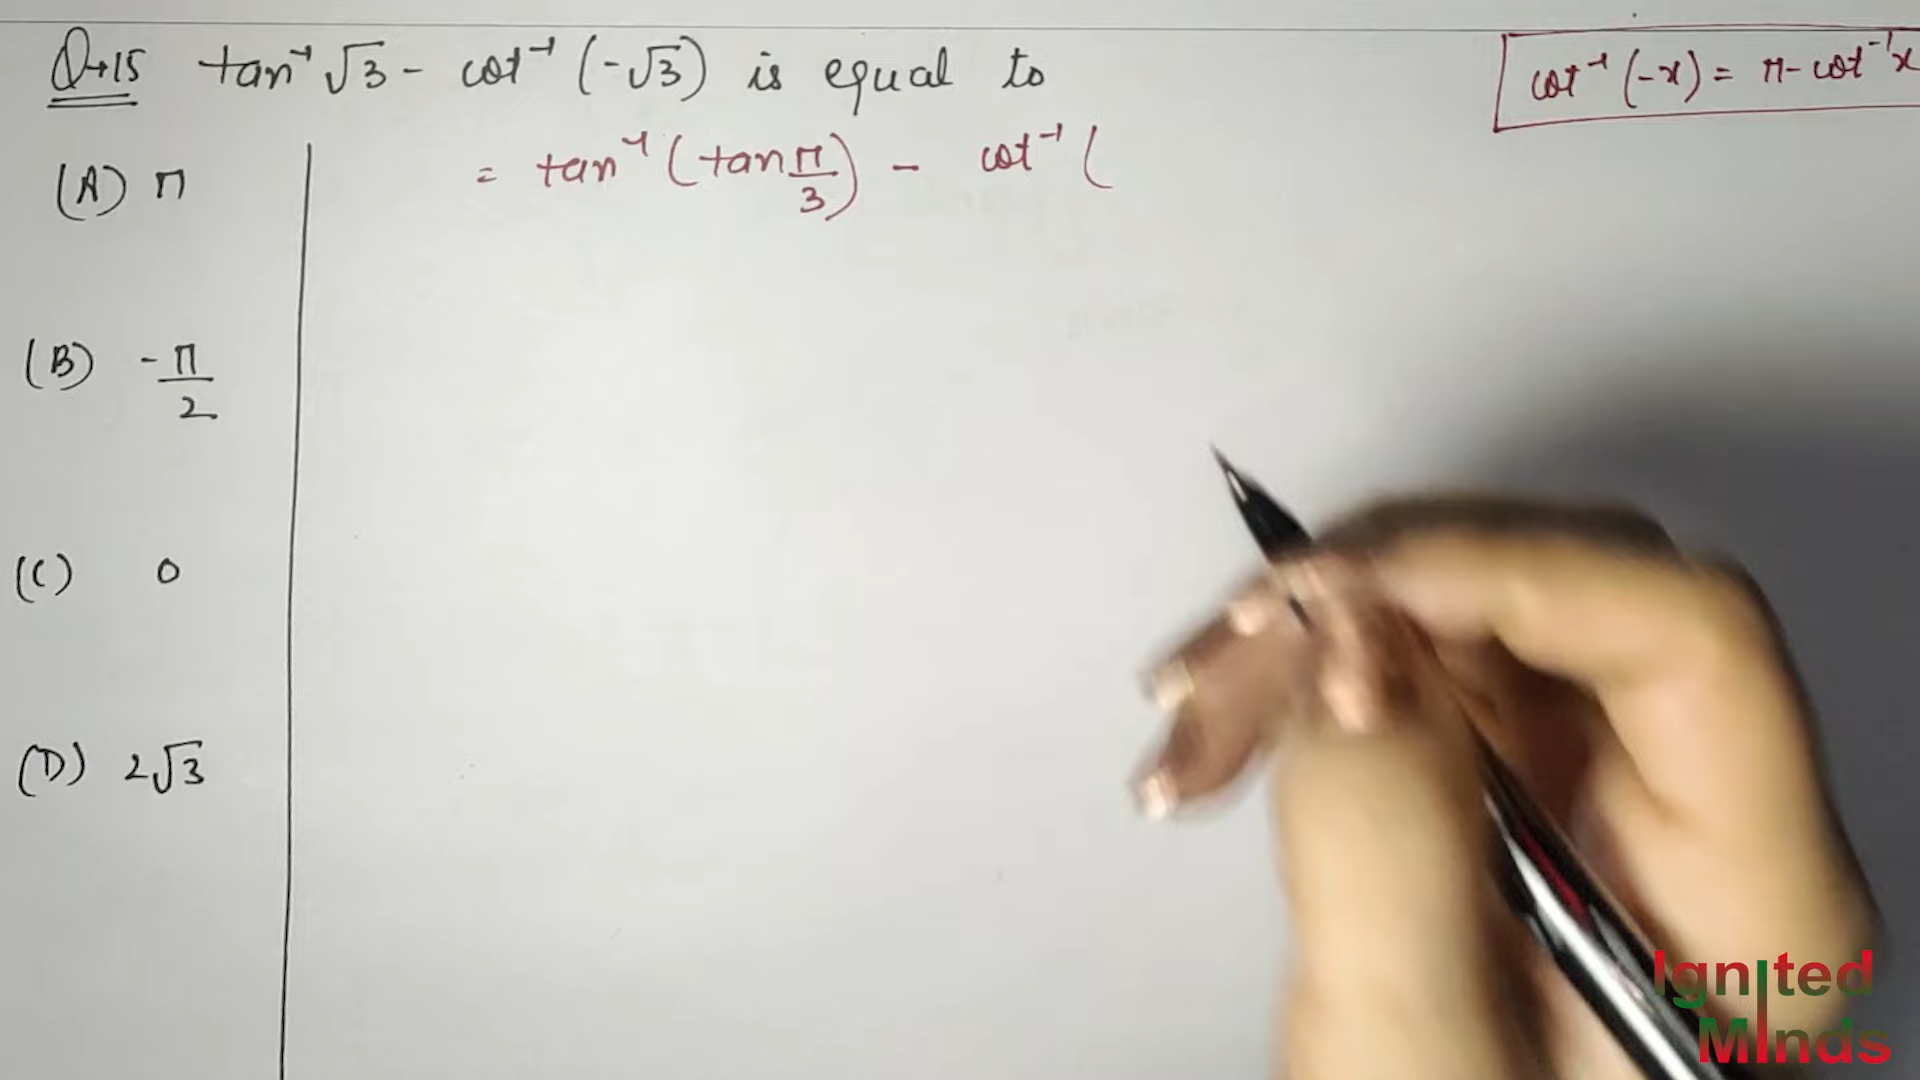 Q→15 tan⁻¹ √3 - cot⁻¹ (-√3) is equal to
cot⁻¹ (-x) = π - cot⁻¹ x
= tan⁻¹ (tan π/3) - cot⁻¹ (
(A) π
(B) -π/2
(C) 0
(D) 2√3
Ignited
Minds